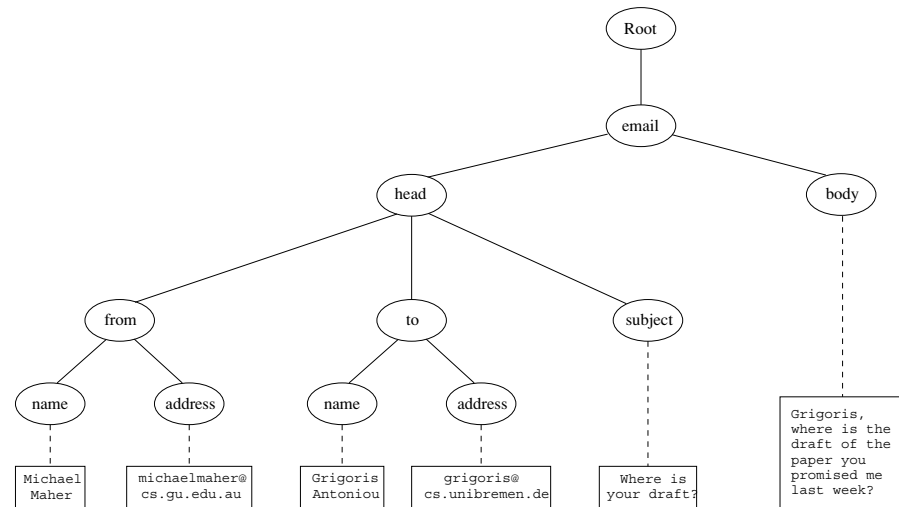 Root
email
head
body
from
to
subject
name
address
name
address
Michael
Maher
michaelmaher@
cs.gu.edu.au
Grigoris
Antoniou
grigoris@
cs.unibremen.de
Where is
your draft?
Grigoris,
where is the
draft of the
paper you
promised me
last week?